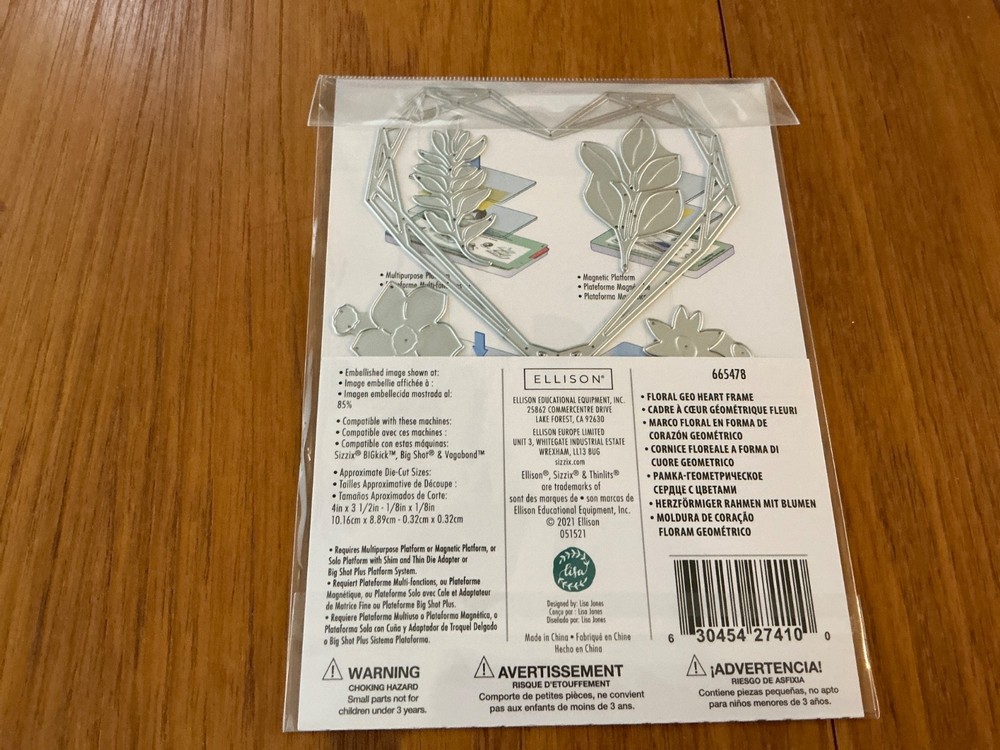 • Multipurpose
• Magnetic Platform
• Plateforme
• Plataforma
• Embellished image shown at:
• Image embellie affichée à :
• Imagen embellecida mostrada al:
85%
• Compatible with these machines:
• Compatible avec ces machines :
• Compatible con estas máquinas:
Sizzix® BIGkick™, Big Shot® & Vagabond™
• Approximate Die-Cut Sizes:
• Tailles Approximative de Découpe :
• Tamaños Aproximados de Corte:
4in x 3 1/2in - 1/8in x 1/8in
10.16cm x 8.89cm - 0.32cm x 0.32cm
• Requires Multipurpose Platform or Magnetic Platform, or
Solo Platform with Shim and Thin Die Adapter or
Big Shot Plus Platform System.
• Requiert Plateforme Multi-fonctions, ou Plateforme
Magnétique, ou Plateforme Solo avec Cale et Adaptateur
de Matrice Fine ou Plateforme Big Shot Plus.
• Requiere Plataforma Multiuso o Plataforma Magnética, o
Plataforma Solo con Cuña y Adaptador de Troquel Delgado
o Big Shot Plus Sistema Plataforma.
ELLISON®
ELLISON EDUCATIONAL EQUIPMENT, INC.
25862 COMMERCENTRE DRIVE
LAKE FOREST, CA 92630
ELLISON EUROPE LIMITED
UNIT 3, WHITEGATE INDUSTRIAL ESTATE
WREXHAM, LL13 8UG
sizzix.com
Ellison®, Sizzix® & Thinlits®
are trademarks of
sont des marques de • son marcas de
Ellison Educational Equipment, Inc.
© 2021 Ellison
051521
lisa
Designed by: Lisa Jones
Conçu par : Lisa Jones
Diseñado por: Lisa Jones
Made in China • Fabriqué en Chine
Hecho en China
665478
• FLORAL GEO HEART FRAME
• CADRE À CŒUR GÉOMÉTRIQUE FLEURI
• MARCO FLORAL EN FORMA DE
CORAZÓN GEOMÉTRICO
• CORNICE FLOREALE A FORMA DI
CUORE GEOMETRICO
• РАМКА-ГЕОМЕТРИЧЕСКОЕ
СЕРДЦЕ С ЦВЕТАМИ
• HERZFÖRMIGER RAHMEN MIT BLUMEN
• MOLDURA DE CORAÇÃO
FLORAM GEOMÉTRICO
6 30454 27410 0
WARNING
CHOKING HAZARD
Small parts not for
children under 3 years.
AVERTISSEMENT
RISQUE D'ETOUFFEMENT
Comporte de petites pièces, ne convient
pas aux enfants de moins de 3 ans.
¡ADVERTENCIA!
RIESGO DE ASFIXIA
Contiene piezas pequeñas, no apto
para niños menores de 3 años.